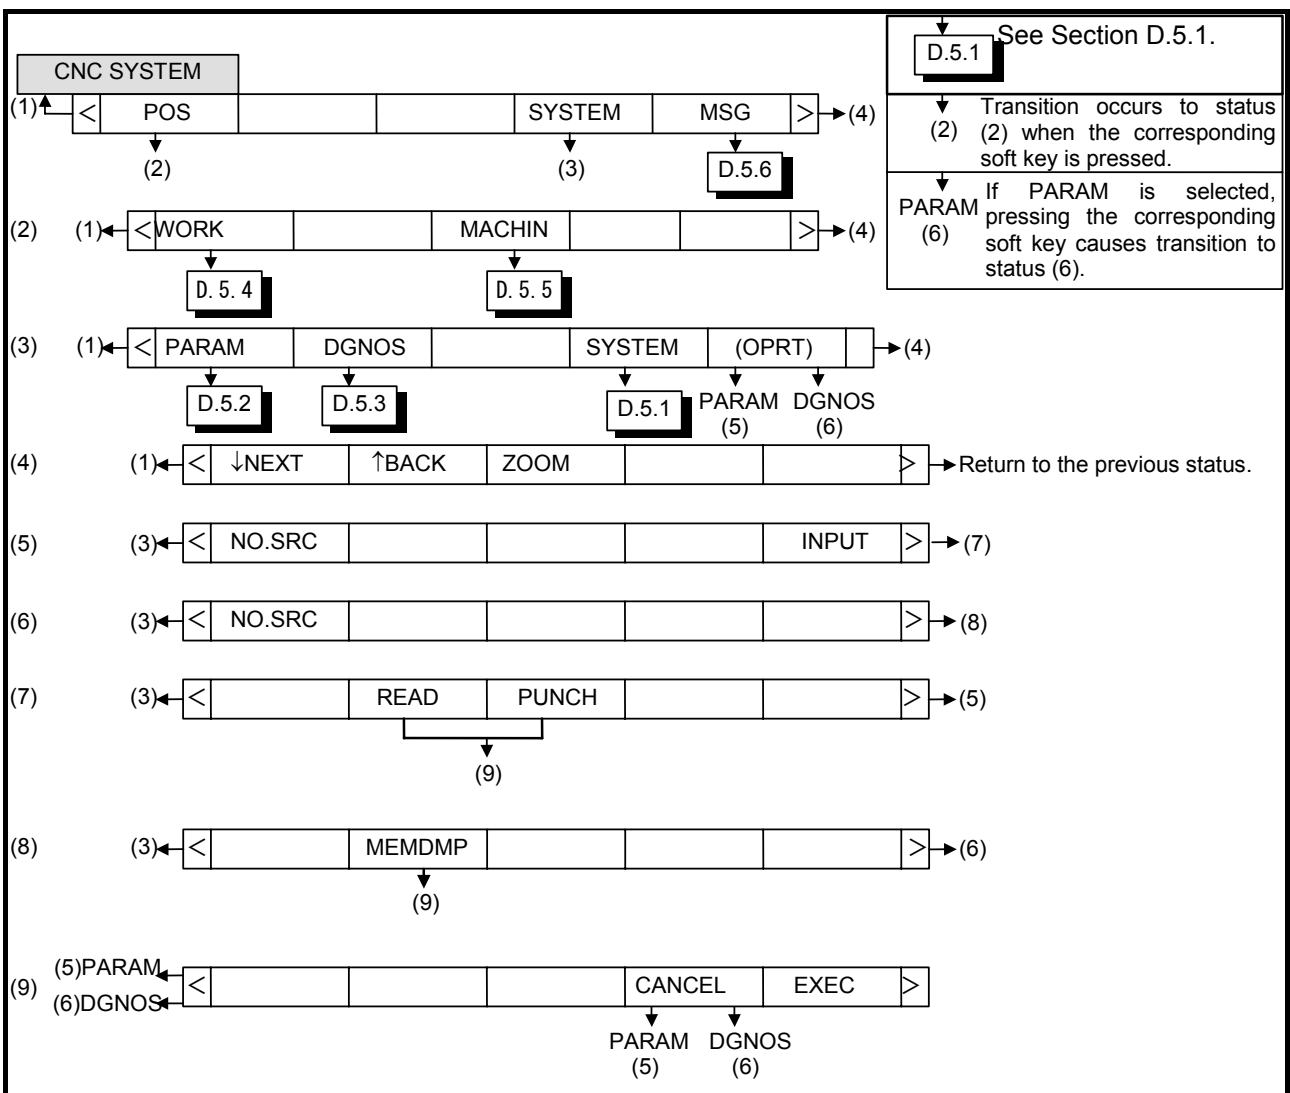 CNC SYSTEM
(1) < POS SYSTEM MSG > (4)
(2) (3) D.5.6
D.5.1 See Section D.5.1.
(2) Transition occurs to status
(2) when the corresponding
soft key is pressed.
PARAM If PARAM is selected,
(6) pressing the corresponding
soft key causes transition to
status (6).
(2) (1) < WORK MACHIN > (4)
D.5.4 D.5.5
(3) (1) < PARAM DGNOS SYSTEM (OPRT) (4)
D.5.2 D.5.3 D.5.1 PARAM DGNOS
(5) (6)
(4) (1) < ↓NEXT ↑BACK ZOOM > Return to the previous status.
(5) (3) < NO.SRC INPUT > (7)
(6) (3) < NO.SRC > (8)
(7) (3) < READ PUNCH > (5)
(9)
(8) (3) < MEMDMP > (6)
(9)
(9) (5)PARAM < CANCEL EXEC >
(6)DGNOS
PARAM DGNOS
(5) (6)